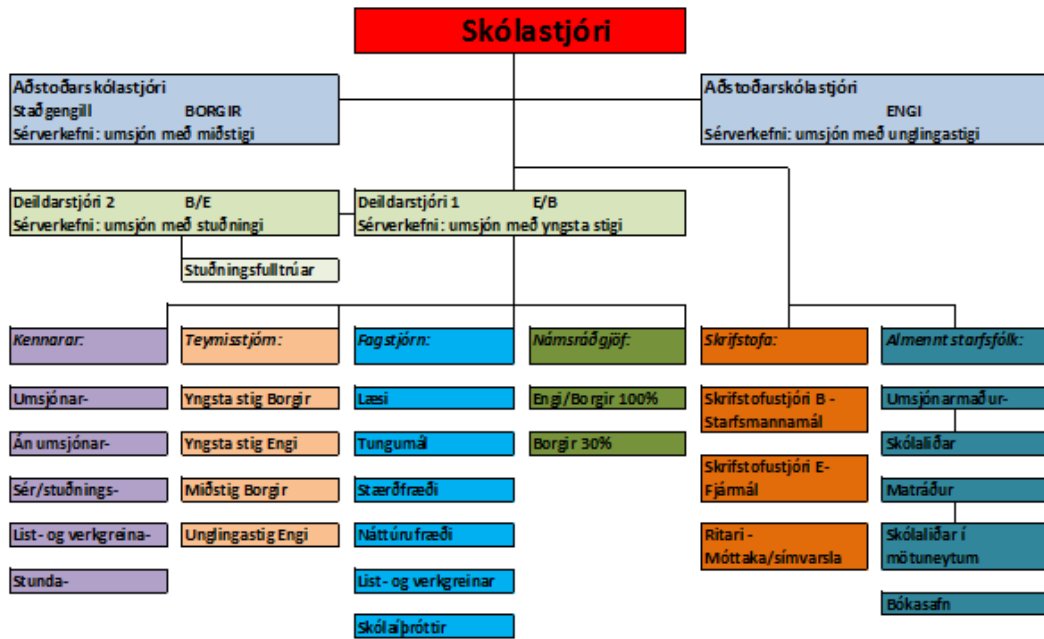 Skólastjóri
Aðstoðarskólastjóri
Staðgengill BORGIR
Sérverkefni: umsjón með miðstigi
Aðstoðarskólastjóri
ENGI
Sérverkefni: umsjón með unglingastigi
Deildarstjóri 2 B/E
Sérverkefni: umsjón með stuðningi
Deildarstjóri 1 E/B
Sérverkefni: umsjón með yngsta stigi
Stuðningsfulltrúar
Kennarar:
Umsjónar-
Án umsjónar-
Sér/stuðnings-
List- og verkgreina-
Stunda-
Teymisstjórn:
Yngsta stig Borgir
Yngsta stig Engi
Miðstig Borgir
Unglingastig Engi
Fagstjórn:
Læsi
Tungumál
Stærðfræði
Náttúrufræði
List- og verkgreinar
Skólaíþróttir
Námsráðgjöf:
Engi/Borgir 100%
Borgir 30%
Skrifstofa:
Skrifstofustjóri B -
Starfsmannamál
Skrifstofustjóri E-
Fjármál
Ritari -
Móttaka/símvarsla
Almennt starfsfólk:
Umsjónarmaður-
Skólaliðar
Matráður
Skólaliðar í
mötuneytum
Bókasafn